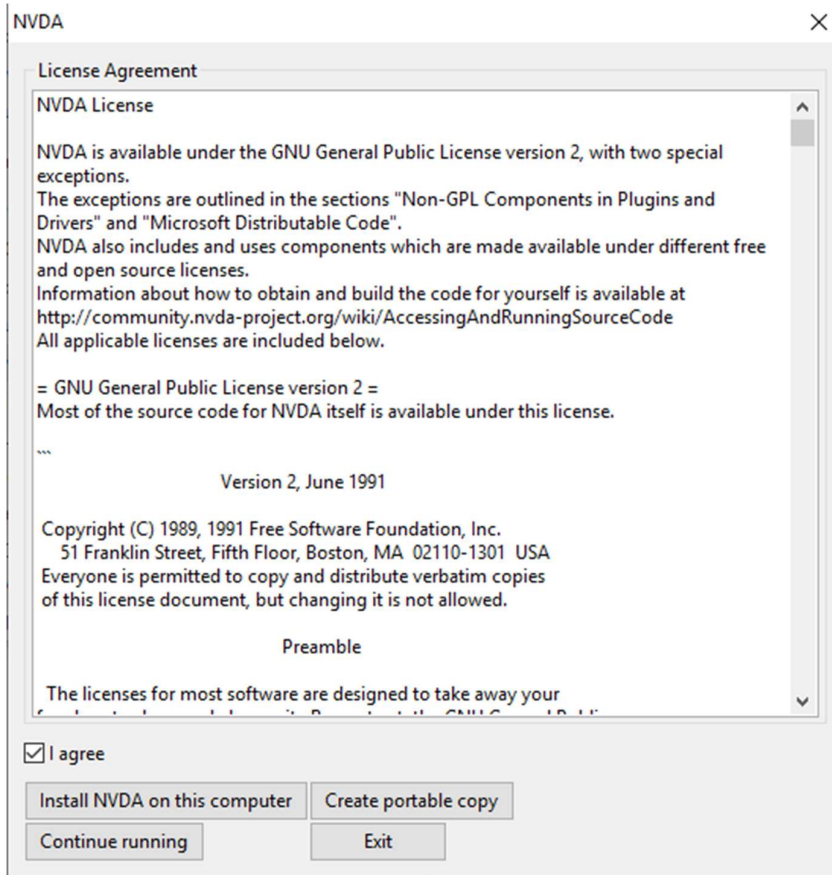 NVDA
License Agreement
NVDA License
NVDA is available under the GNU General Public License version 2, with two special
exceptions.
The exceptions are outlined in the sections "Non-GPL Components in Plugins and
Drivers" and "Microsoft Distributable Code".
NVDA also includes and uses components which are made available under different free
and open source licenses.
Information about how to obtain and build the code for yourself is available at
http://community.nvda-project.org/wiki/AccessingAndRunningSourceCode
All applicable licenses are included below.
= GNU General Public License version 2 =
Most of the source code for NVDA itself is available under this license.
```
Version 2, June 1991
Copyright (C) 1989, 1991 Free Software Foundation, Inc.
51 Franklin Street, Fifth Floor, Boston, MA  02110-1301  USA
Everyone is permitted to copy and distribute verbatim copies
of this license document, but changing it is not allowed.
Preamble
The licenses for most software are designed to take away your
I agree
Install NVDA on this computer
Create portable copy
Continue running
Exit